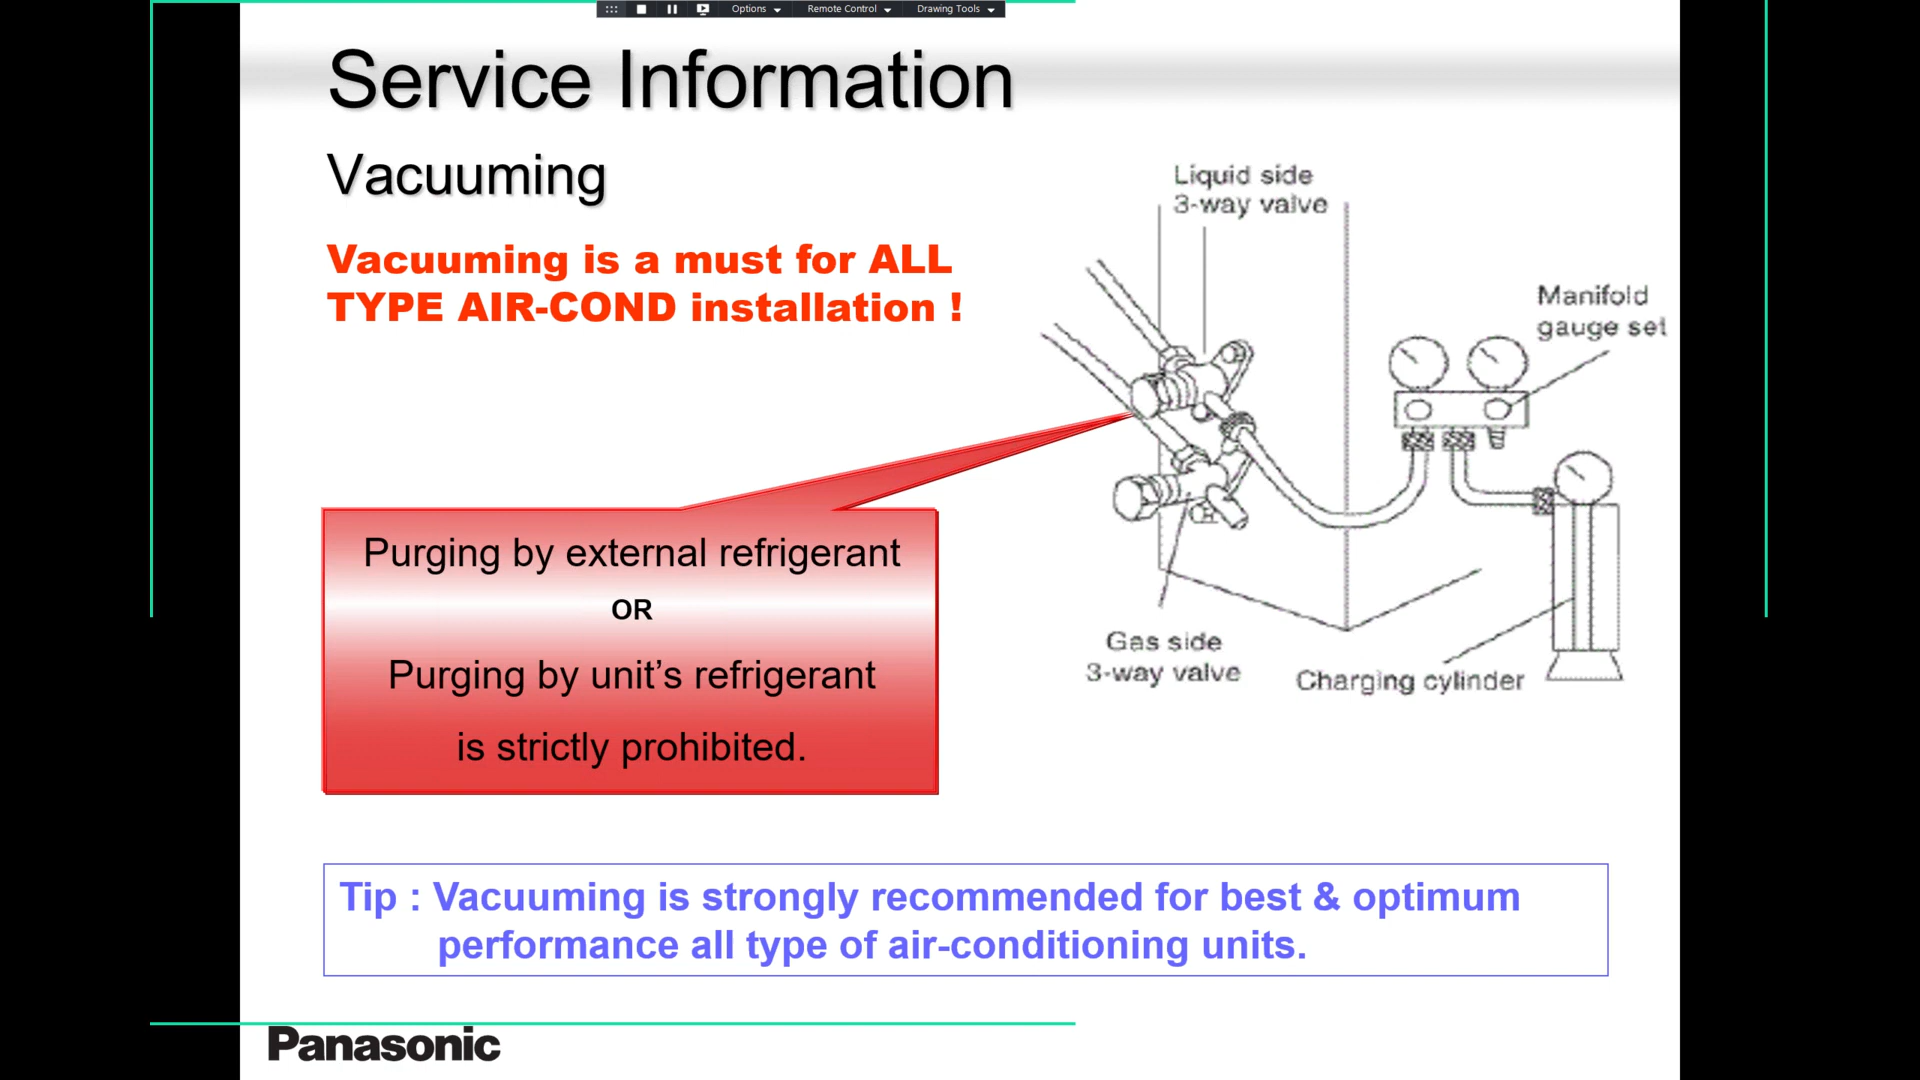 Options
Remote Control
Drawing Tools
Service Information
Vacuuming
Vacuuming is a must for ALL
TYPE AIR-COND installation !
Liquid side
3-way valve
Manifold
gauge set
Purging by external refrigerant
OR
Purging by unit’s refrigerant
is strictly prohibited.
Gas side
3-way valve
Charging cylinder
Tip : Vacuuming is strongly recommended for best & optimum
performance all type of air-conditioning units.
Panasonic